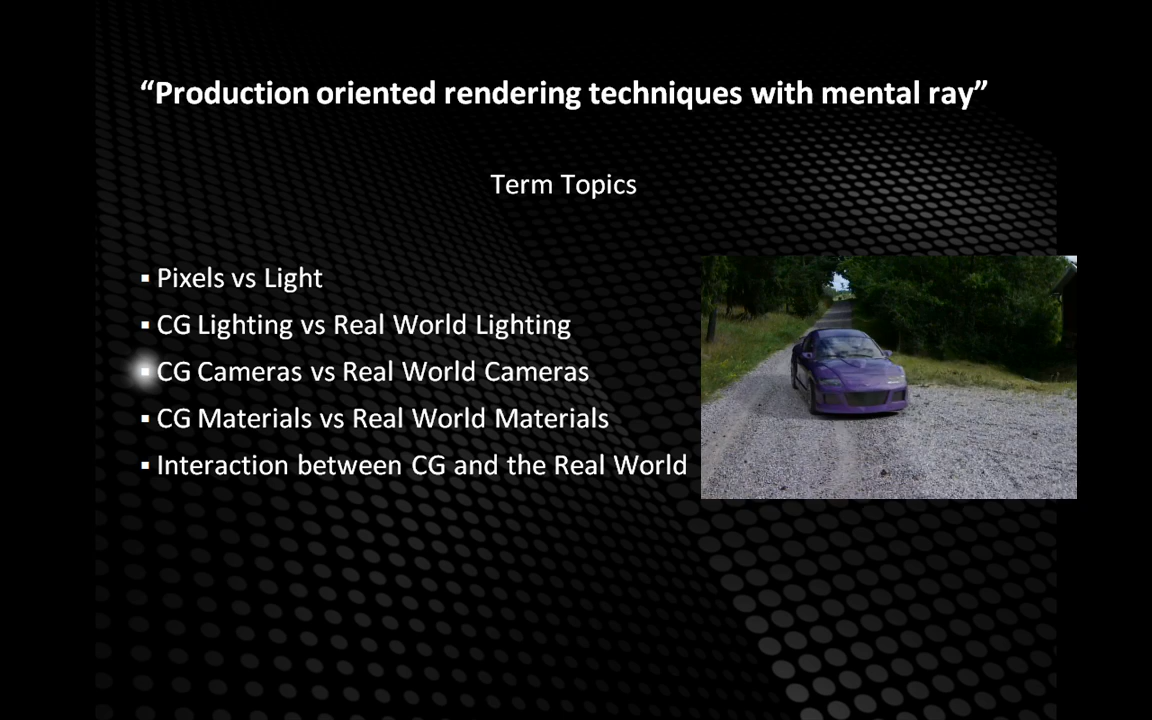 “Production oriented rendering techniques with mental ray”
Term Topics
▪ Pixels vs Light
▪ CG Lighting vs Real World Lighting
▪ CG Cameras vs Real World Cameras
▪ CG Materials vs Real World Materials
▪ Interaction between CG and the Real World